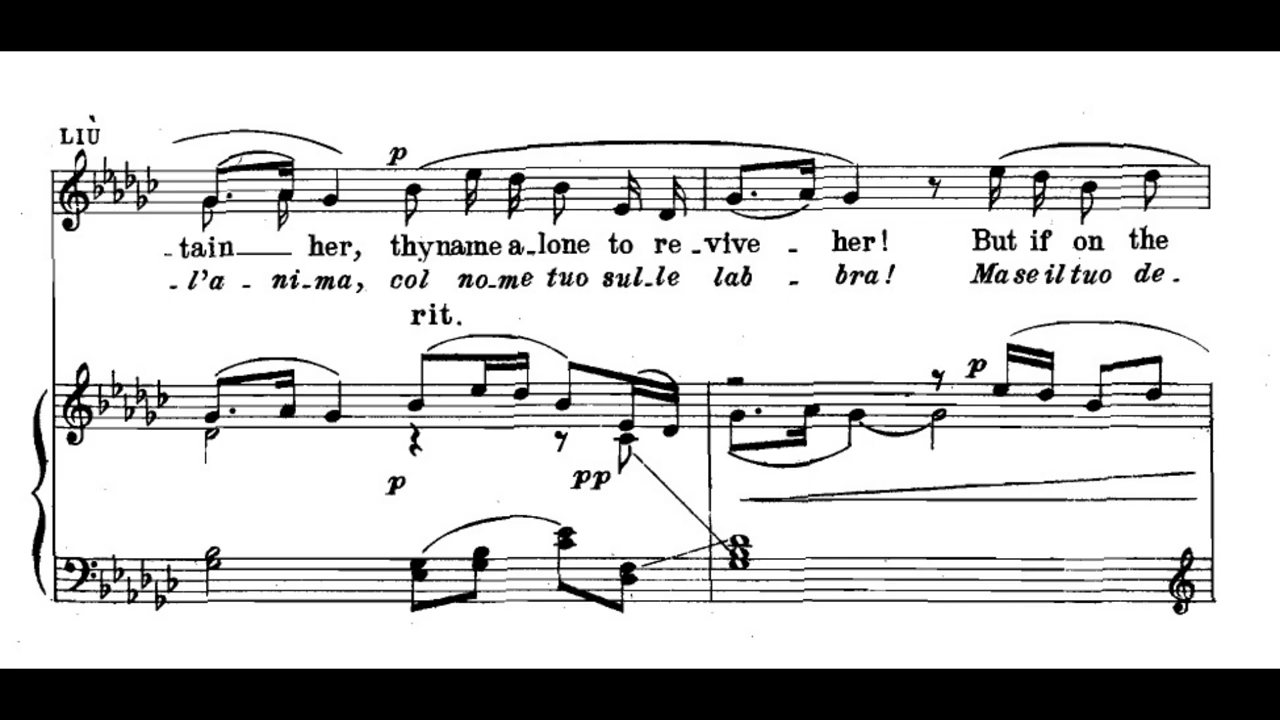 LIÙ
p
-tain her, thy name a-lone to re-vive - her! But if on the
-l'a - ni-ma, col no-me tuo sul-le lab - bra! Ma se il tuo de-
rit.
p
p
pp